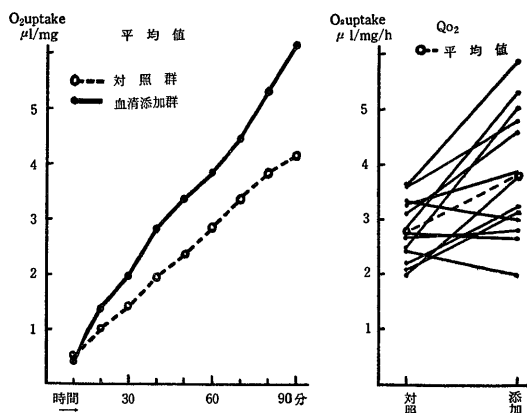 O₂uptake
μl/mg
平均値
対照群
血清添加群
5
4
3
2
1
時間
→
30
60
90分
O₂uptake
μl/mg/h
Qo₂
平均値
5
4
3
2
1
対照
添加